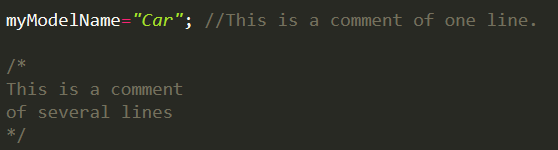 myModelName="Car"; //This is a comment of one line.
/*
This is a comment
of several lines
*/